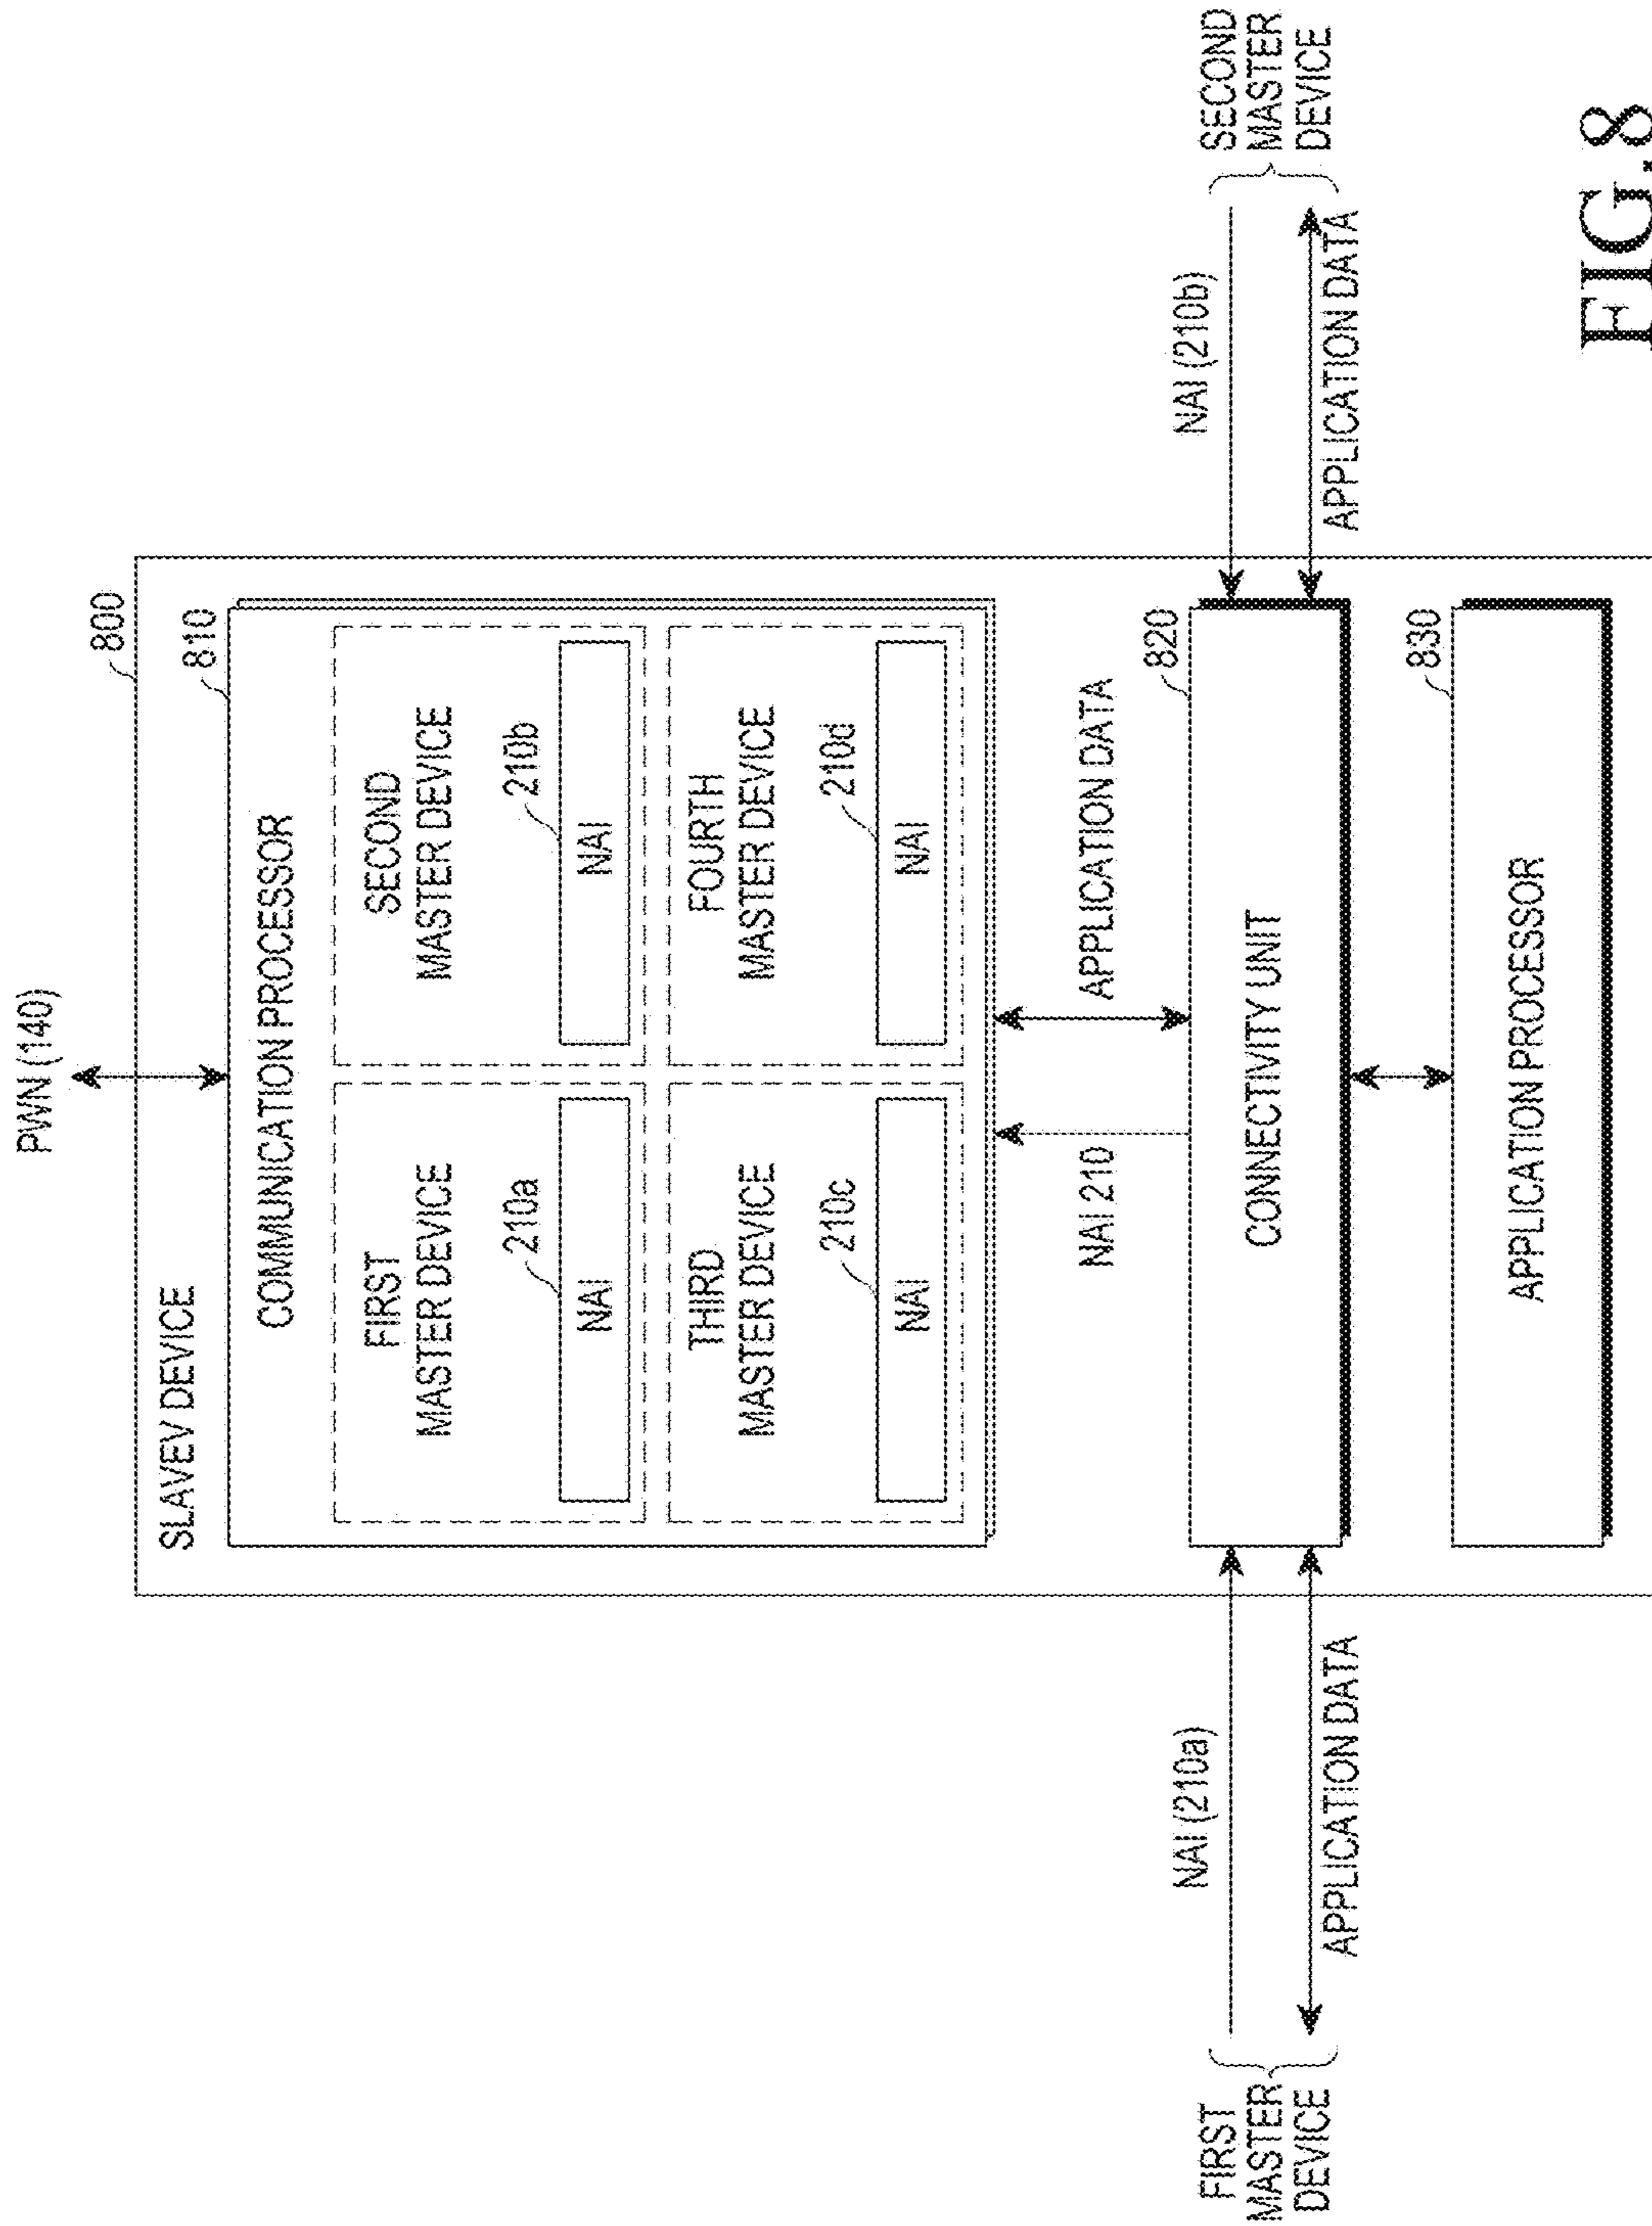 PWN (140)
800
SLAVEV DEVICE
810
COMMUNICATION PROCESSOR
FIRST
MASTER DEVICE
210a
NAI
SECOND
MASTER DEVICE
210b
NAI
THIRD
MASTER DEVICE
210c
NAI
FOURTH
MASTER DEVICE
210d
NAI
NAI 210
APPLICATION DATA
820
CONNECTIVITY UNIT
FIRST
MASTER
DEVICE
NAI (210a)
APPLICATION DATA
NAI (210b)
APPLICATION DATA
SECOND
MASTER
DEVICE
830
APPLICATION PROCESSOR
FIG.8